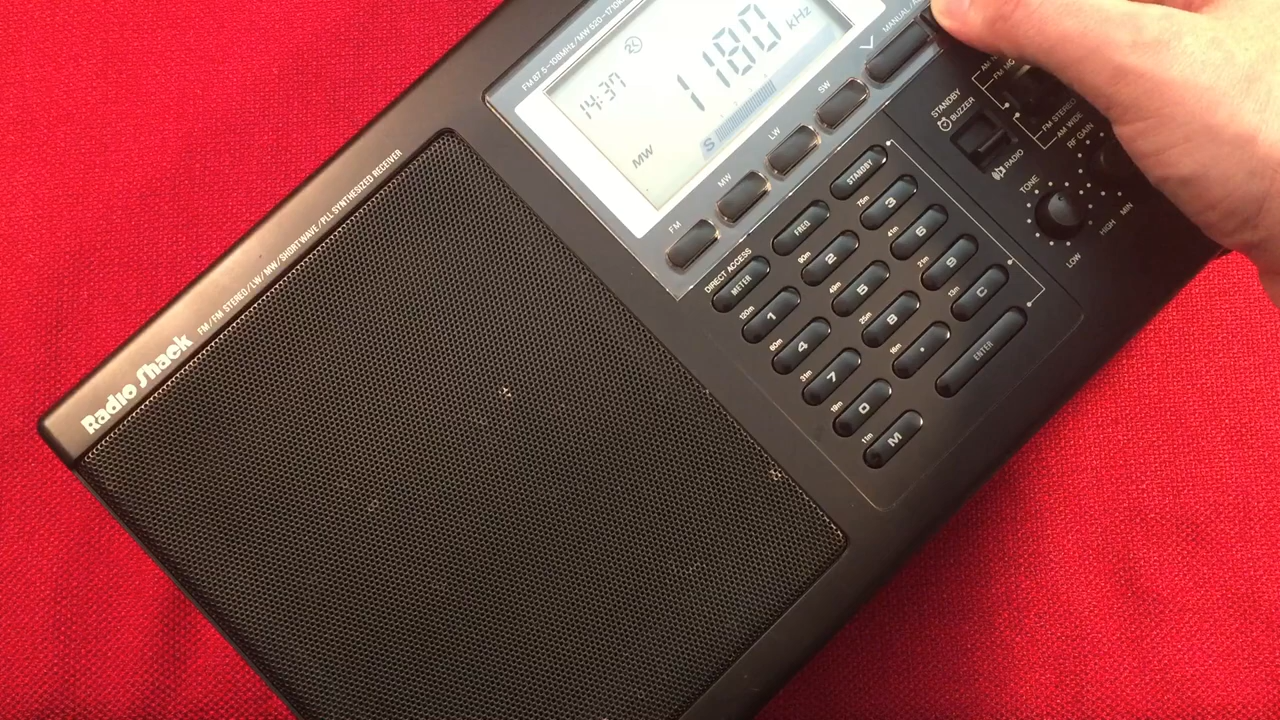 Radio Shack
FM/FM STEREO/LW/MW/SHORT-WAVE/PLL SYNTHESIZED RECEIVER
14:37
1180 kHz
MW
S
FM
MW
LW
SW
STANDBY
BUZZER
RADIO
FM STEREO
AM WIDE
RF GAIN
TONE
LOW
HIGH
MIN
DIRECT ACCESS
METER
FREQ
STANDBY
120m
1
90m
2
75m
3
60m
4
49m
5
41m
6
31m
7
25m
8
21m
9
19m
0
16m
.
13m
C
11m
M
ENTER